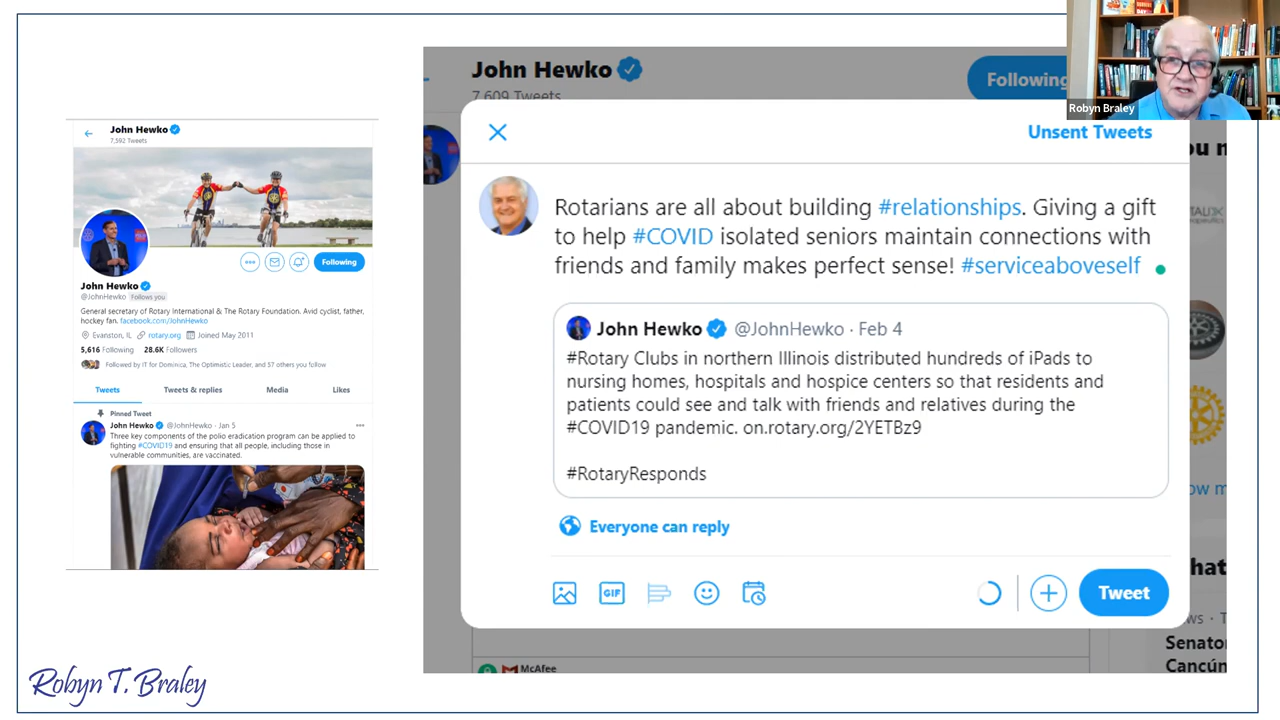 John Hewko
7,592 Tweets
John Hewko
@JohnHewko Follows you
Following
General secretary of Rotary International & The Rotary Foundation. Avid cyclist, father,
hockey fan. facebook.com/JohnHewko
Evanston, IL rotary.org Joined May 2011
5,616 Following 28.6K Followers
Followed by IT for Dominica, The Optimistic Leader, and 57 others you follow
Tweets Tweets & replies Media Likes
Pinned Tweet
John Hewko @JohnHewko · Jan 5
Three key components of the polio eradication program can be applied to
fighting #COVID19 and ensuring that all people, including those in
vulnerable communities, are vaccinated.
John Hewko
7,609 Tweets
Following
Unsent Tweets
Rotarians are all about building #relationships. Giving a gift
to help #COVID isolated seniors maintain connections with
friends and family makes perfect sense! #serviceaboveself
John Hewko @JohnHewko · Feb 4
#Rotary Clubs in northern Illinois distributed hundreds of iPads to
nursing homes, hospitals and hospice centers so that residents and
patients could see and talk with friends and relatives during the
#COVID19 pandemic. on.rotary.org/2YETBz9
#RotaryResponds
Everyone can reply
GIF
Tweet
McAfee
Senator
Cancún
Robyn Braley
Robyn T. Braley